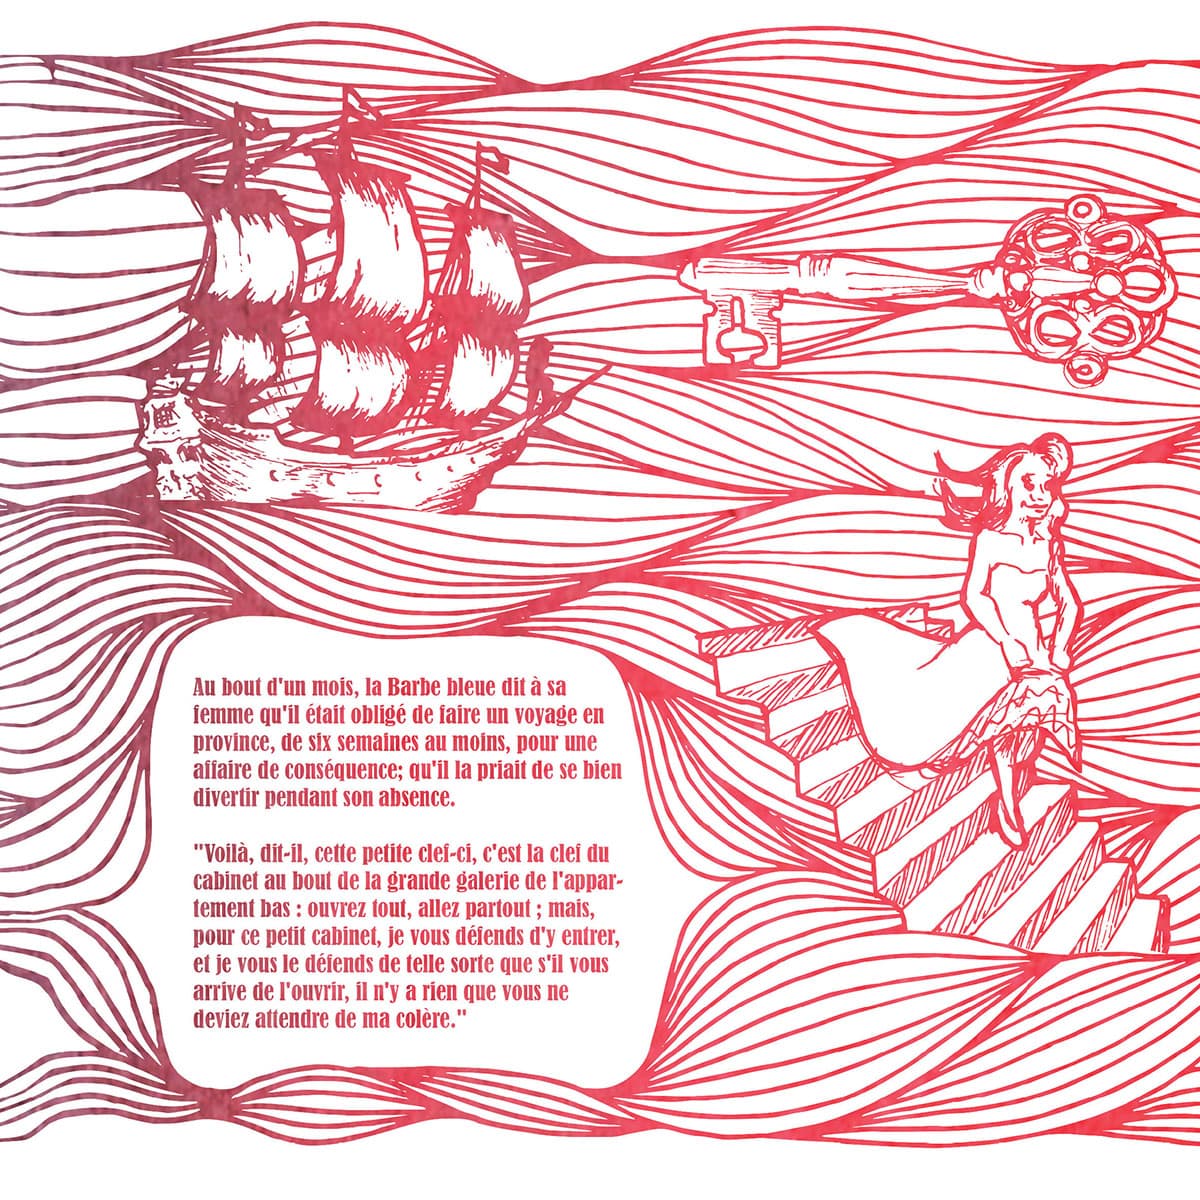 Au bout d'un mois, la Barbe bleue dit à sa
femme qu'il était obligé de faire un voyage en
province, de six semaines au moins, pour une
affaire de conséquence; qu'il la priait de se bien
divertir pendant son absence.
"Voilà, dit-il, cette petite clef-ci, c'est la clef du
cabinet au bout de la grande galerie de l'appar-
tement bas : ouvrez tout, allez partout ; mais,
pour ce petit cabinet, je vous défends d'y entrer,
et je vous le défends de telle sorte que s'il vous
arrive de l'ouvrir, il n'y a rien que vous ne
deviez attendre de ma colère."